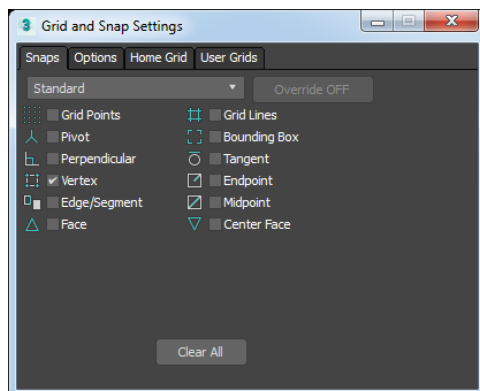 3 Grid and Snap Settings
Snaps Options Home Grid User Grids
Standard Override OFF
Grid Points Grid Lines
Pivot Bounding Box
Perpendicular Tangent
Vertex Endpoint
Edge/Segment Midpoint
Face Center Face
Clear All